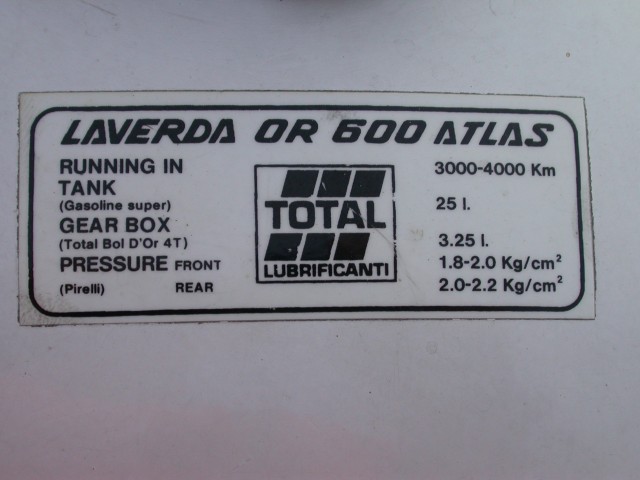 LAVERDA OR 600 ATLAS
RUNNING IN 3000-4000 Km
TANK
(Gasoline super) 25 l.
GEAR BOX
(Total Bol D'Or 4T) 3.25 l.
PRESSURE FRONT 1.8-2.0 Kg/cm²
(Pirelli) REAR 2.0-2.2 Kg/cm²
TOTAL
LUBRIFICANTI